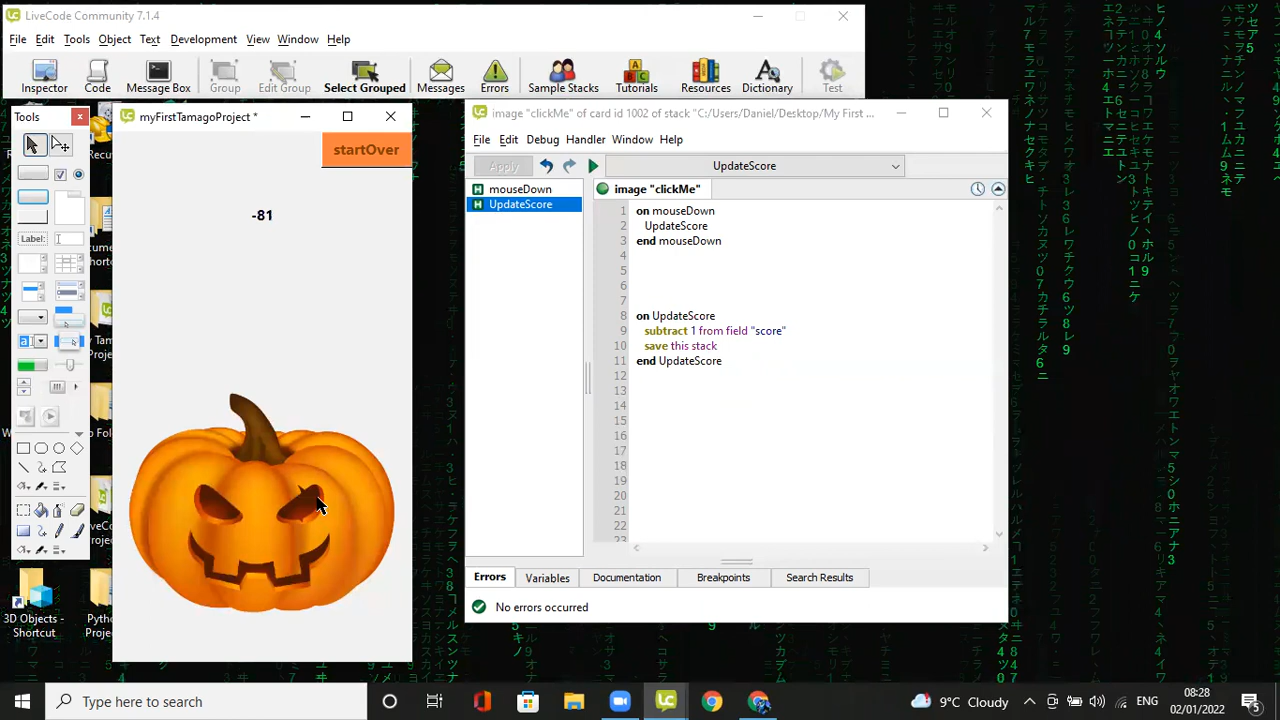 LiveCode Community 7.1.4
File Edit Tools Object Text Development View Window Help
Inspector Code Message Box Group Edit Group Select Grouped Messages Errors Sample Stacks Tutorials Resources Dictionary Test
Tools
Label:
myFirstTamagoProject *
startOver
-81
image "clickMe" of card id 1002 of stack "C:/Users/Daniel/Desktop/My First ...
File Edit Debug Handler Window Help
Apply UpdateScore
mouseDown
UpdateScore
image "clickMe"
1 on mouseDown
2 UpdateScore
3 end mouseDown
4
5
6
7
8 on UpdateScore
9 subtract 1 from field "score"
10 save this stack
11 end UpdateScore
12
13
14
15
16
17
18
19
20
21
22
23
Errors Variables Documentation Breakpoints Search Results
No errors occurred
3D Objects -
Shortcut
Type here to search
9°C Cloudy
ENG
08:28
02/01/2022
5